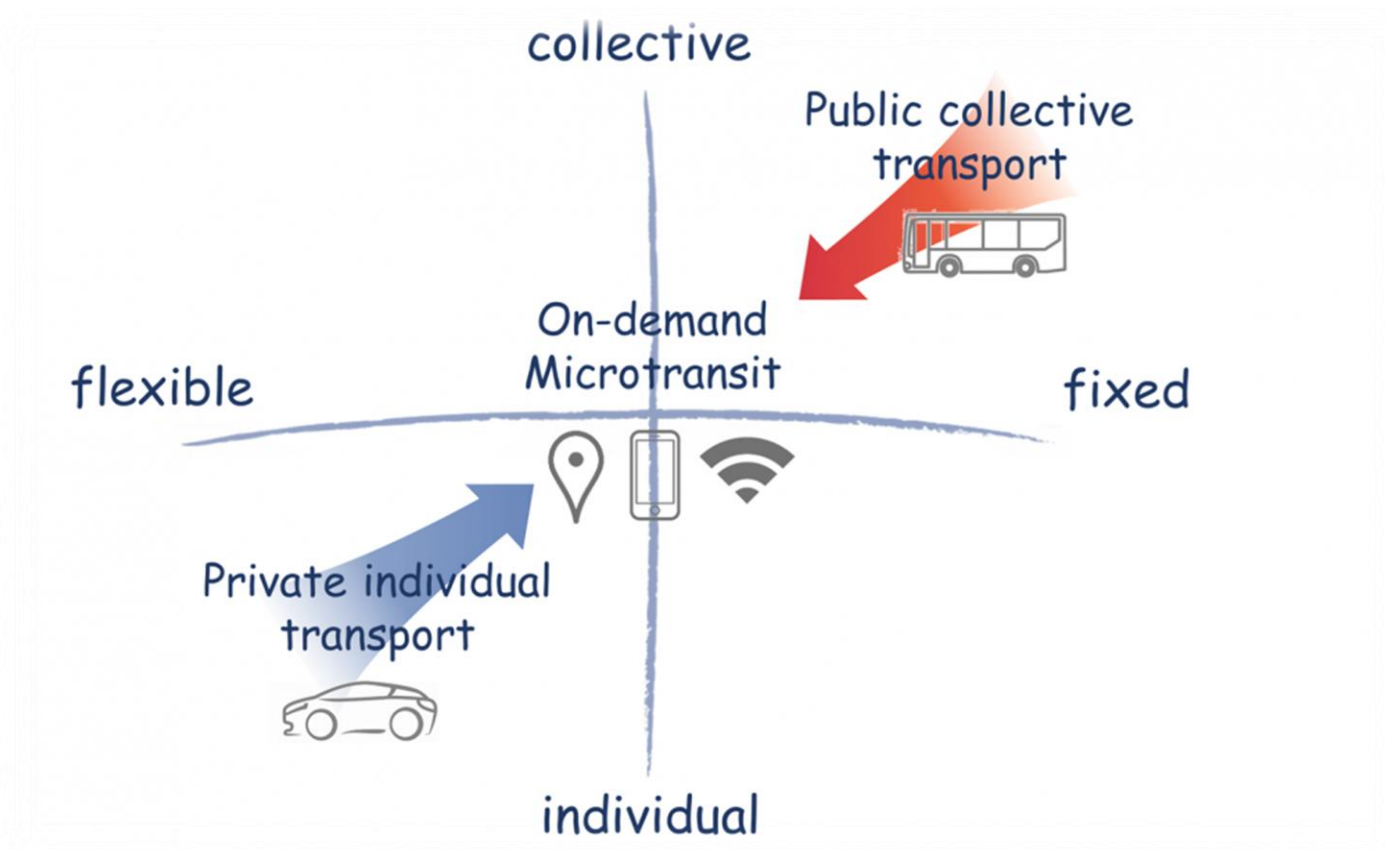 collective
Public collective
transport
On-demand
Microtransit
flexible
fixed
Private individual
transport
individual